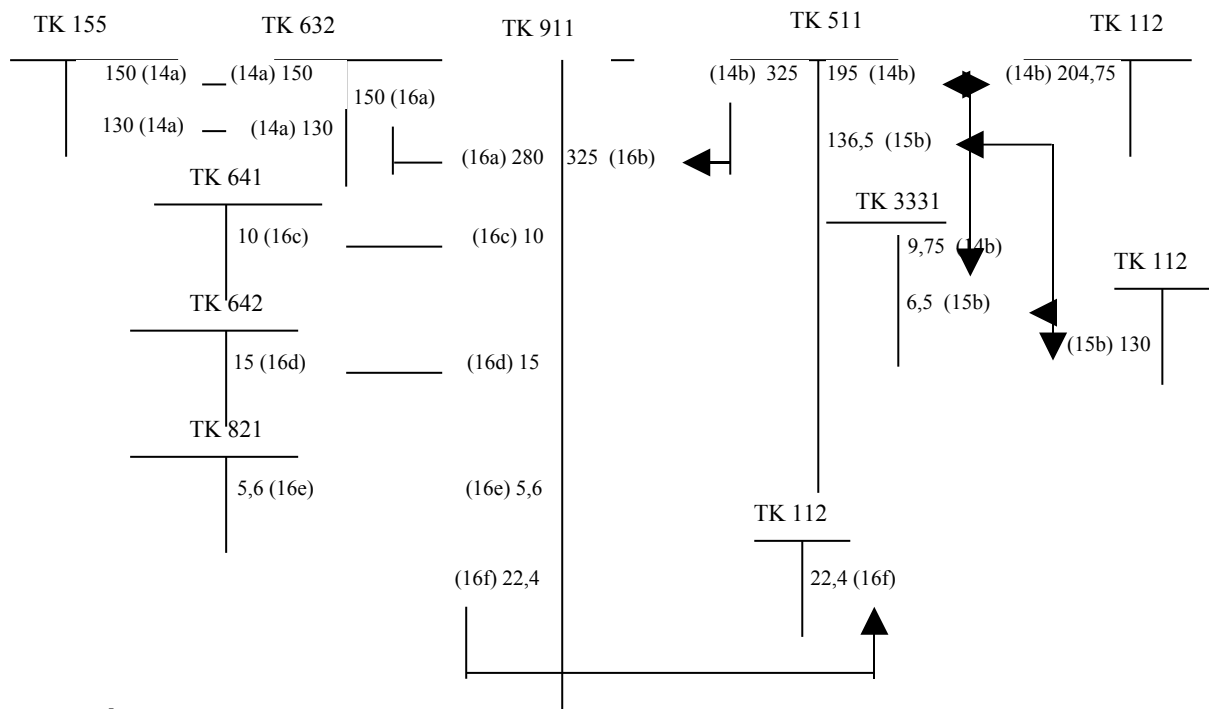 TK 155 TK 632 TK 911 TK 511 TK 112
150 (14a) (14a) 150 (14b) 325 195 (14b) (14b) 204,75
150 (16a)
130 (14a) (14a) 130 136,5 (15b)
(16a) 280 325 (16b)
TK 641 TK 3331
10 (16c) (16c) 10 9,75 (14b)
TK 112
6,5 (15b)
TK 642
15 (16d) (16d) 15 (15b) 130
TK 821
5,6 (16e) (16e) 5,6
TK 112
(16f) 22,4 22,4 (16f)